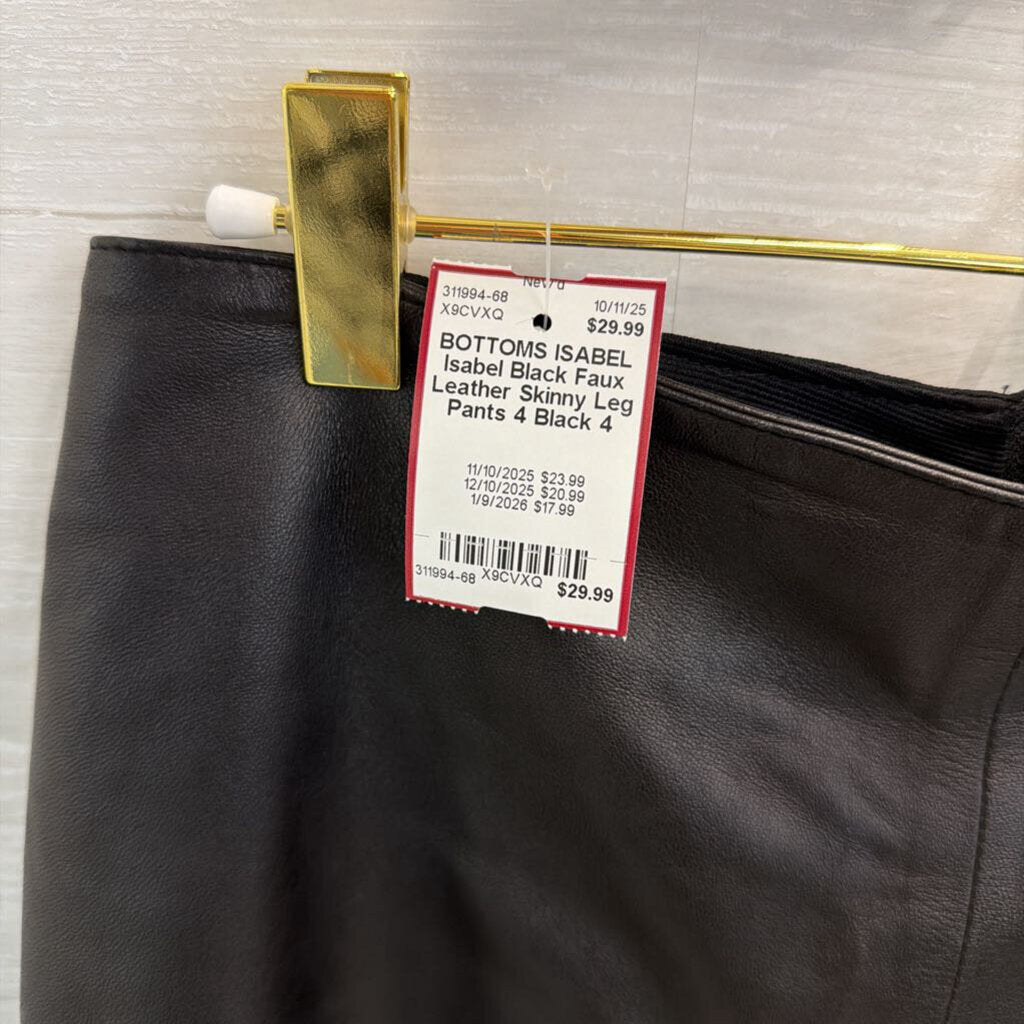 311994-68
10/11/25
X9CVXQ
$29.99
BOTTOMS ISABEL
Isabel Black Faux
Leather Skinny Leg
Pants 4 Black 4
11/10/2025 $23.99
12/10/2025 $20.99
1/9/2026 $17.99
311994-68 X9CVXQ $29.99